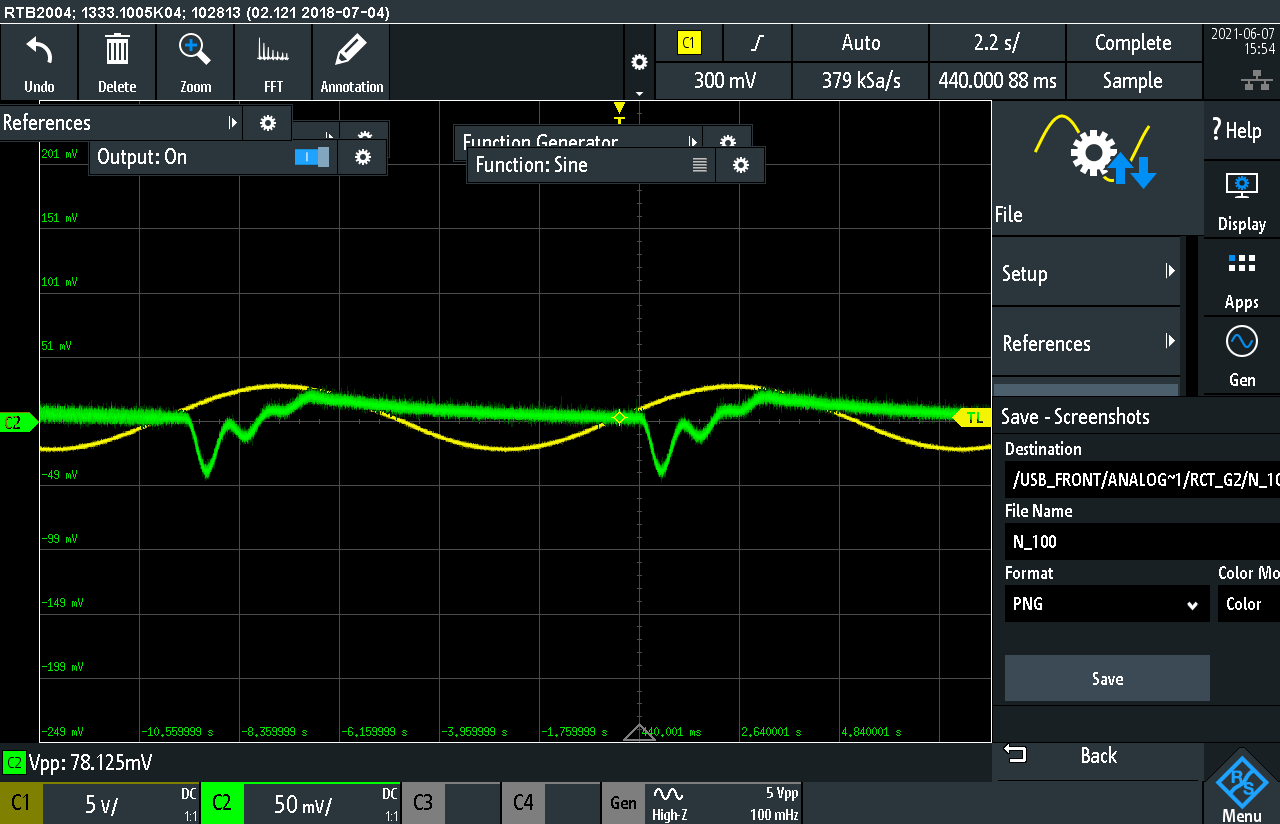 RTB2004; 1333.1005K04; 102813 (02.121 2018-07-04)
Undo
Delete
Zoom
FFT
Annotation
C1
Auto
2.2 s/
Complete
300 mV
379 kSa/s
440.000 88 ms
Sample
2021-06-07
15:54
References
Output: On
Function Generator
Function: Sine
T
201 mV
151 mV
101 mV
51 mV
C2
TL
-49 mV
-99 mV
-149 mV
-199 mV
-249 mV
-10.559999 s
-8.359999 s
-6.159999 s
-3.959999 s
-1.759999 s
440.001 ms
2.640001 s
4.840001 s
File
Setup
References
? Help
Display
Apps
Gen
Save - Screenshots
Destination
/USB_FRONT/ANALOG~1/RCT_G2/N_10
File Name
N_100
Format
Color Mo
PNG
Color
Save
Back
Menu
R S
C2 Vpp: 78.125mV
C1
5 V/
DC
1:1
C2
50 mV/
DC
1:1
C3
C4
Gen
High-Z
5 Vpp
100 mHz